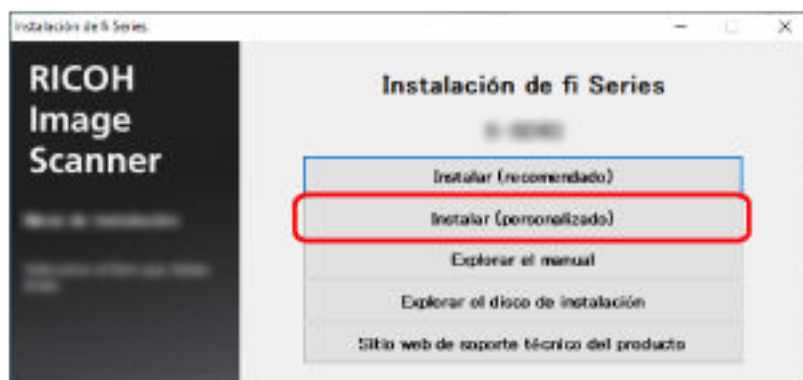 Instalación de fi Series
RICOH
Image
Scanner
Instalación de fi Series
Instalar (recomendado)
Instalar (personalizado)
Explorar el manual
Explorar el disco de instalación
Sitio web de soporte técnico del producto